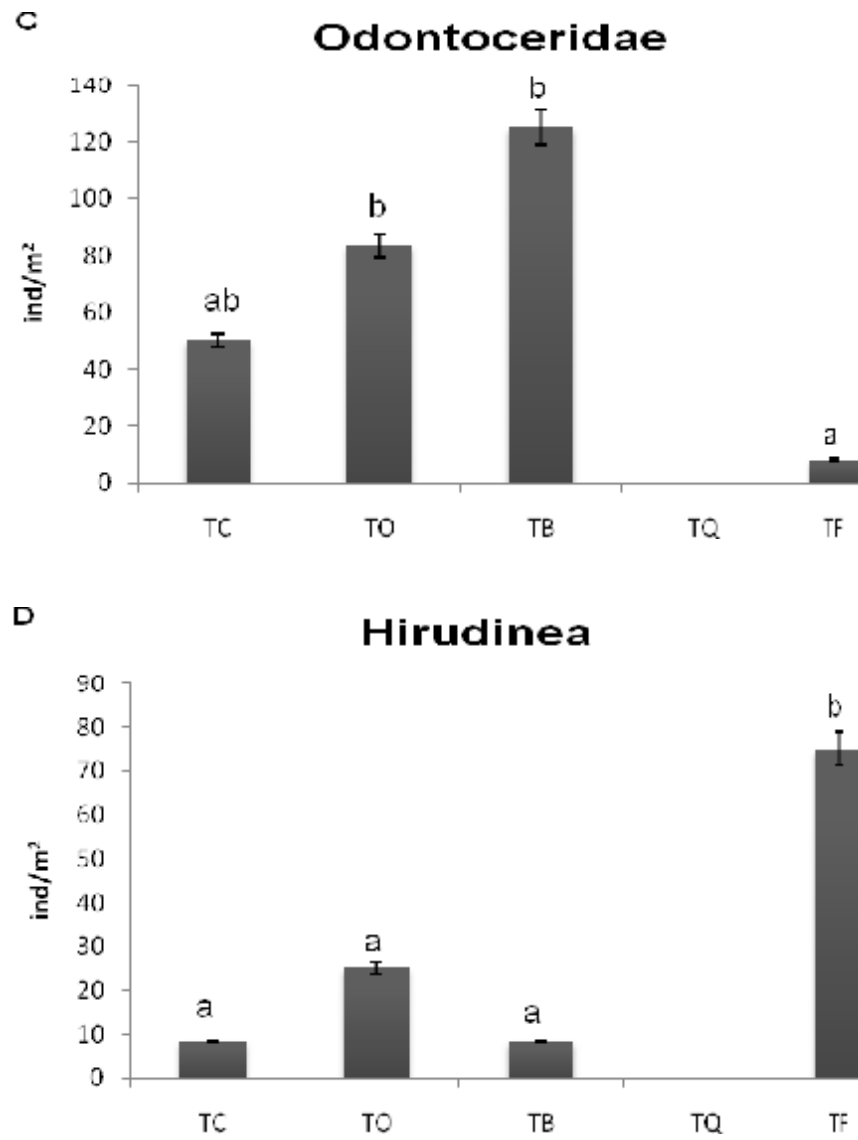 C
Odontoceridae
140
120
100
80
60
40
20
0
ind/m²
ab
b
b
a
TC TO TB TQ TF
D
Hirudinea
90
80
70
60
50
40
30
20
10
0
ind/m²
a
a
a
b
TC TO TB TQ TF